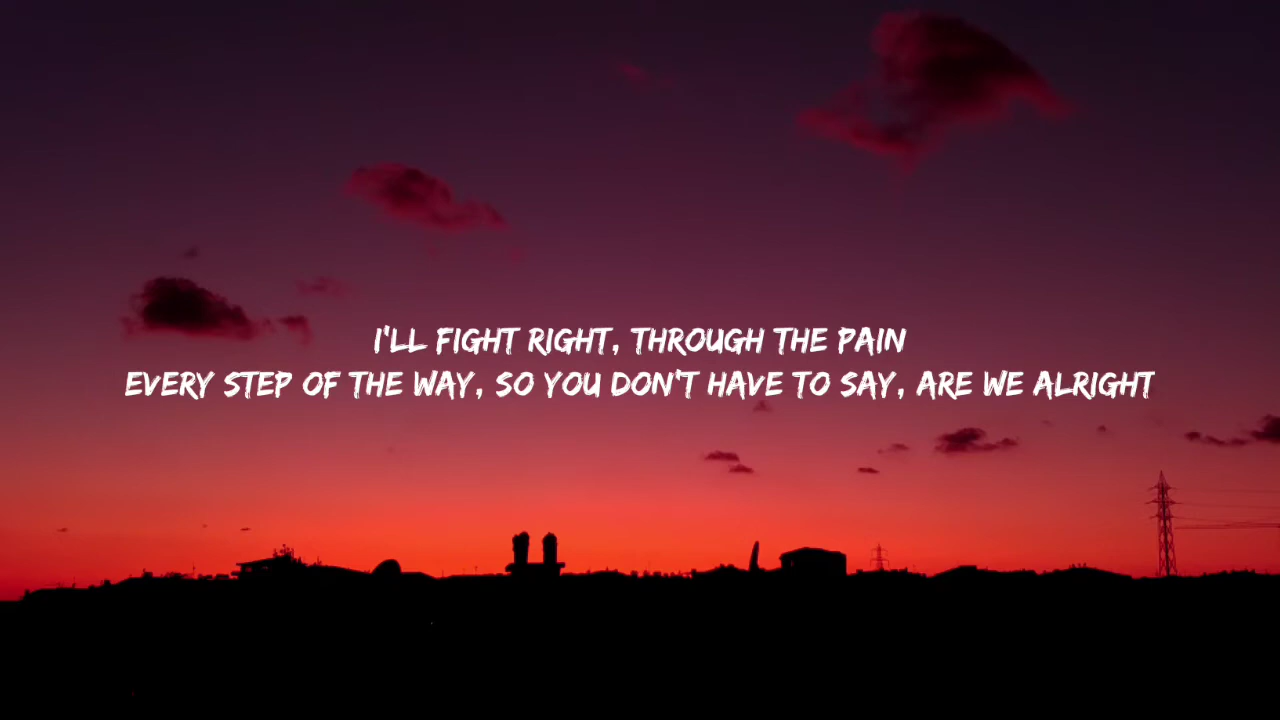 I'LL FIGHT RIGHT, THROUGH THE PAIN
EVERY STEP OF THE WAY, SO YOU DON'T HAVE TO SAY, ARE WE ALRIGHT